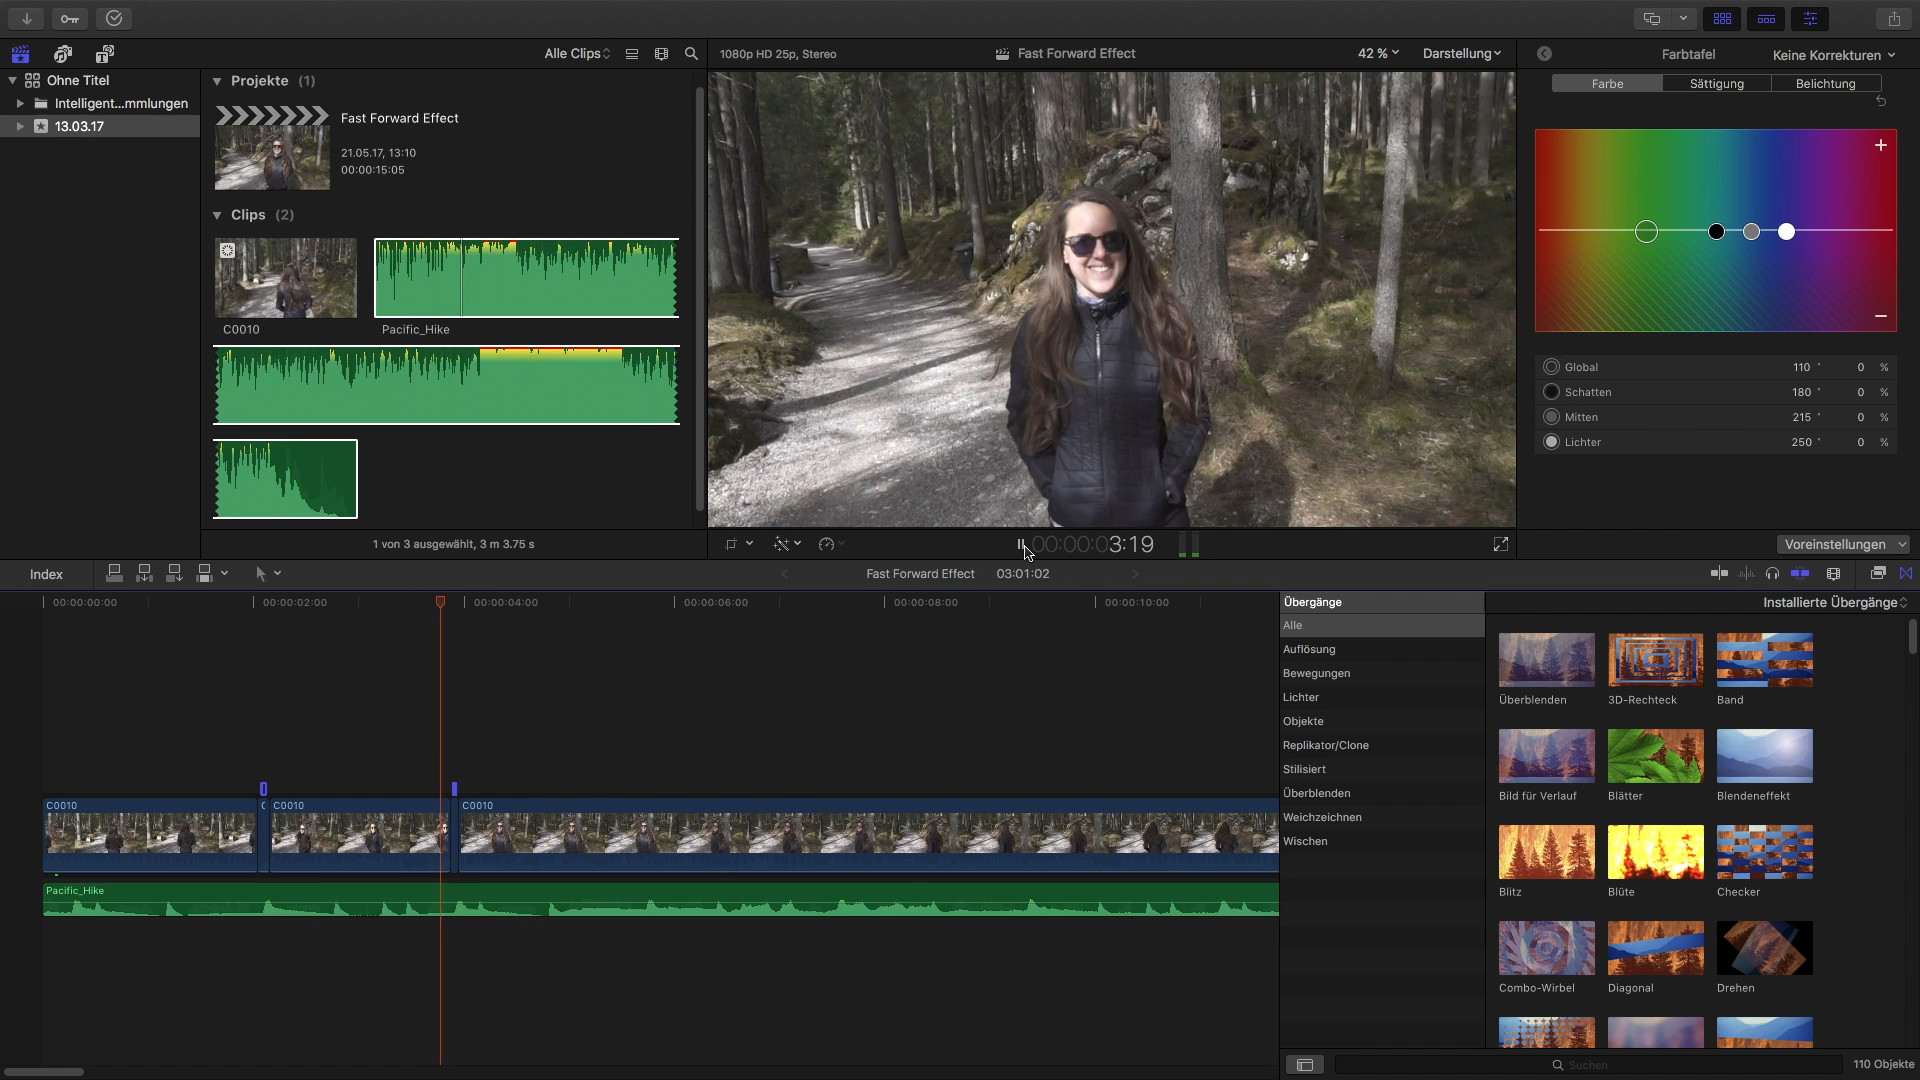 Alle Clips
1080p HD 25p, Stereo
Fast Forward Effect
42 %
Darstellung
Farbtafel
Keine Korrekturen
Ohne Titel
Intelligent...mmlungen
13.03.17
Projekte (1)
Fast Forward Effect
21.05.17, 13:10
00:00:15:05
Clips (2)
C0010
Pacific_Hike
1 von 3 ausgewählt, 3 m 3.75 s
00:00:03:19
Farbe
Sättigung
Belichtung
Global 110 ° 0 %
Schatten 180 ° 0 %
Mitten 215 ° 0 %
Lichter 250 ° 0 %
Voreinstellungen
Index
Fast Forward Effect 03:01:02
00:00:00:00
00:00:02:00
00:00:04:00
00:00:06:00
00:00:08:00
00:00:10:00
C0010
C
C0010
C0010
Pacific_Hike
Übergänge
Alle
Auflösung
Bewegungen
Lichter
Objekte
Replikator/Clone
Stilisiert
Überblenden
Weichzeichnen
Wischen
Installierte Übergänge
Überblenden
3D-Rechteck
Band
Bild für Verlauf
Blätter
Blendeneffekt
Blitz
Blüte
Checker
Combo-Wirbel
Diagonal
Drehen
Suchen
110 Objekte